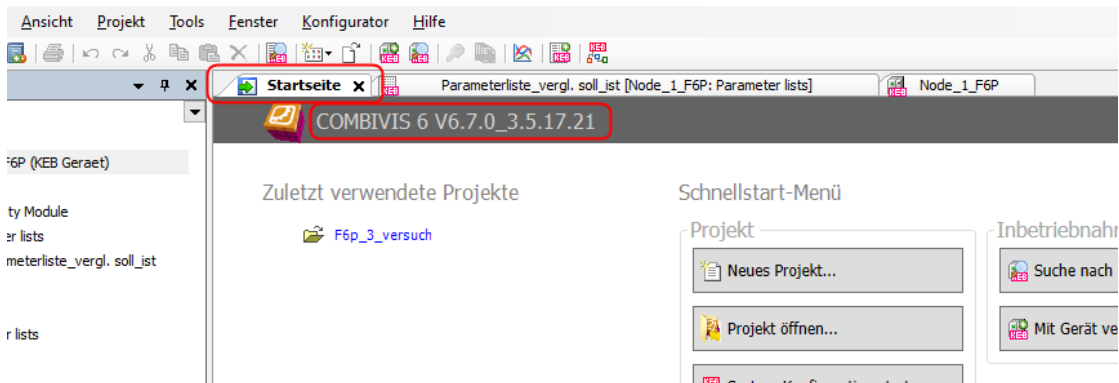 Ansicht Projekt Tools Fenster Konfigurator Hilfe
Startseite x Parameterliste_vergl. soll_ist [Node_1_F6P: Parameter lists] Node_1_F6P
COMBIVIS 6 V6.7.0_3.5.17.21
F6P (KEB Geraet)
ty Module
er lists
meterliste_vergl. soll_ist
r lists
Zuletzt verwendete Projekte
F6p_3_versuch
Schnellstart-Menü
Projekt
Neues Projekt...
Projekt öffnen...
Inbetriebnahr
Suche nach
Mit Gerät ve